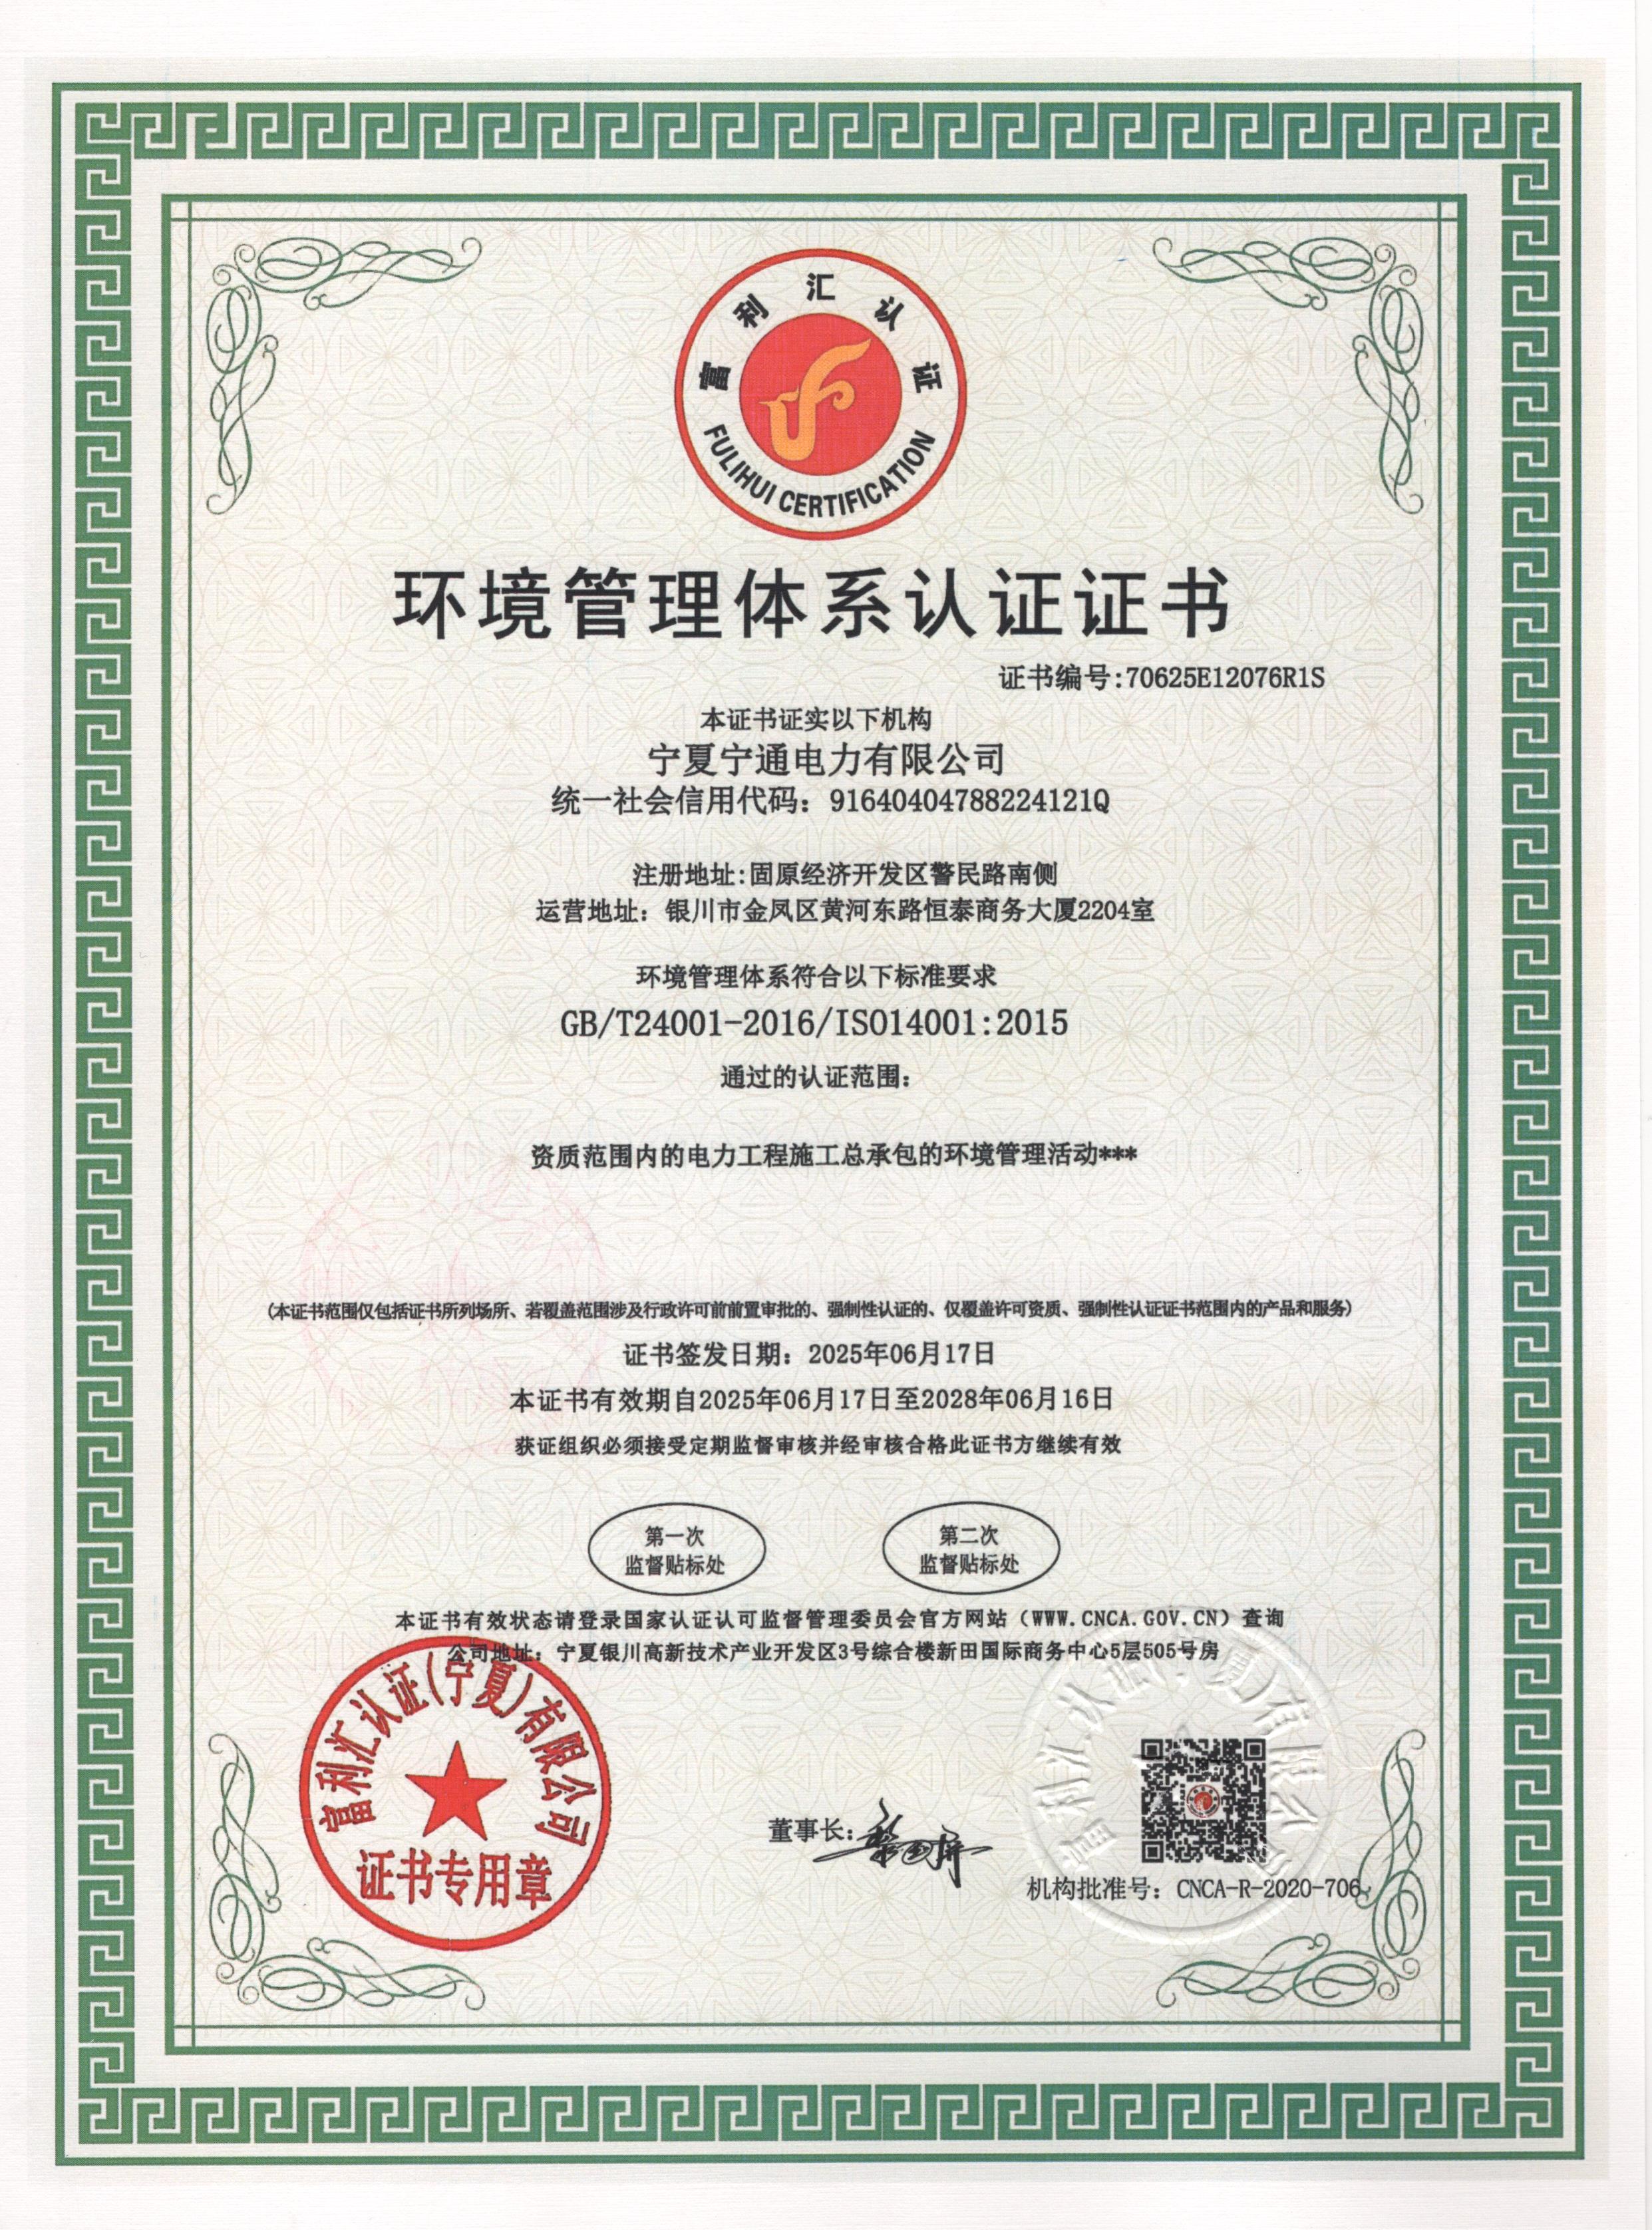 富利汇认证
FULIHUI CERTIFICATION
环境管理体系认证证书
证书编号:70625E12076R1S
本证书证实以下机构
宁夏宁通电力有限公司
统一社会信用代码：91640404788224121Q
注册地址:固原经济开发区警民路南侧
运营地址：银川市金凤区黄河东路恒泰商务大厦2204室
环境管理体系符合以下标准要求
GB/T24001-2016/ISO14001:2015
通过的认证范围：
资质范围内的电力工程施工总承包的环境管理活动***
(本证书范围仅包括证书所列场所、若覆盖范围涉及行政许可前前置审批的、强制性认证的、仅覆盖许可资质、强制性认证证书范围内的产品和服务)
证书签发日期：2025年06月17日
本证书有效期自2025年06月17日至2028年06月16日
获证组织必须接受定期监督审核并经审核合格此证书方继续有效
第一次
监督贴标处
第二次
监督贴标处
本证书有效状态请登录国家认证认可监督管理委员会官方网站（WWW.CNCA.GOV.CN）查询
公司地址：宁夏银川高新技术产业开发区3号综合楼新田国际商务中心5层505号房
富利汇认证(宁夏)有限公司
证书专用章
董事长:
机构批准号：CNCA-R-2020-706